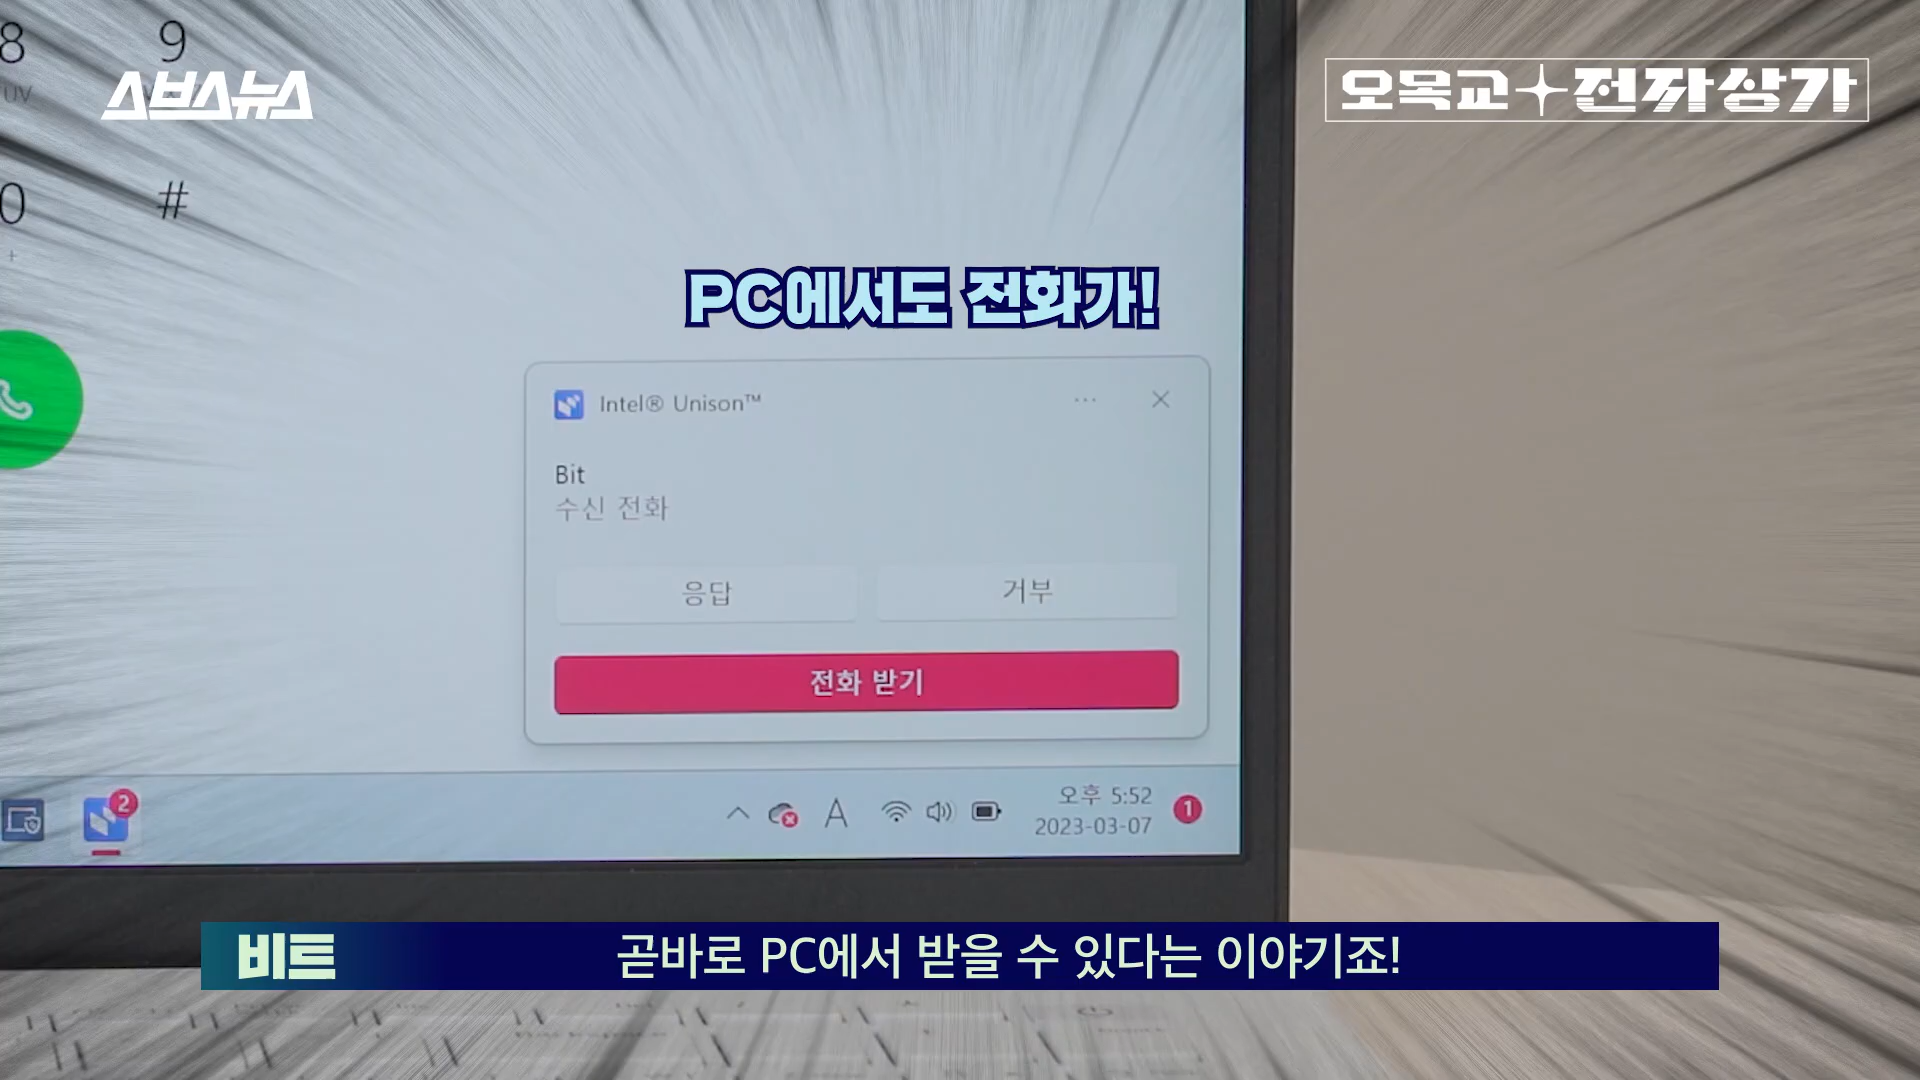 8
9
스브스뉴스
오목교 전자상가
0
#
+
PC에서도 전화가!
Intel® Unison™
Bit
수신 전화
응답
거부
전화 받기
2
A
오후 5:52
2023-03-07
1
비트
곧바로 PC에서 받을 수 있다는 이야기죠!